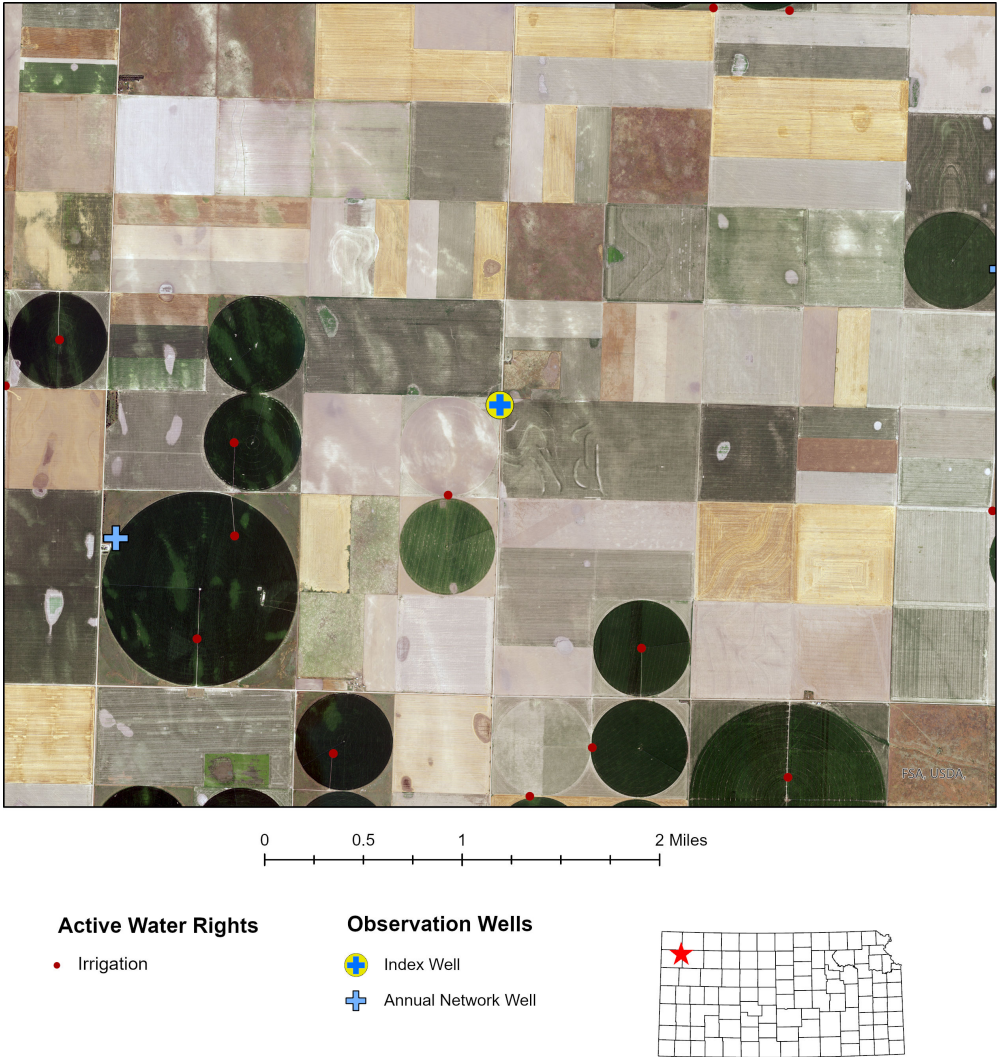 FSA, USDA,
0 0.5 1 2 Miles
Active Water Rights
Irrigation
Observation Wells
Index Well
Annual Network Well